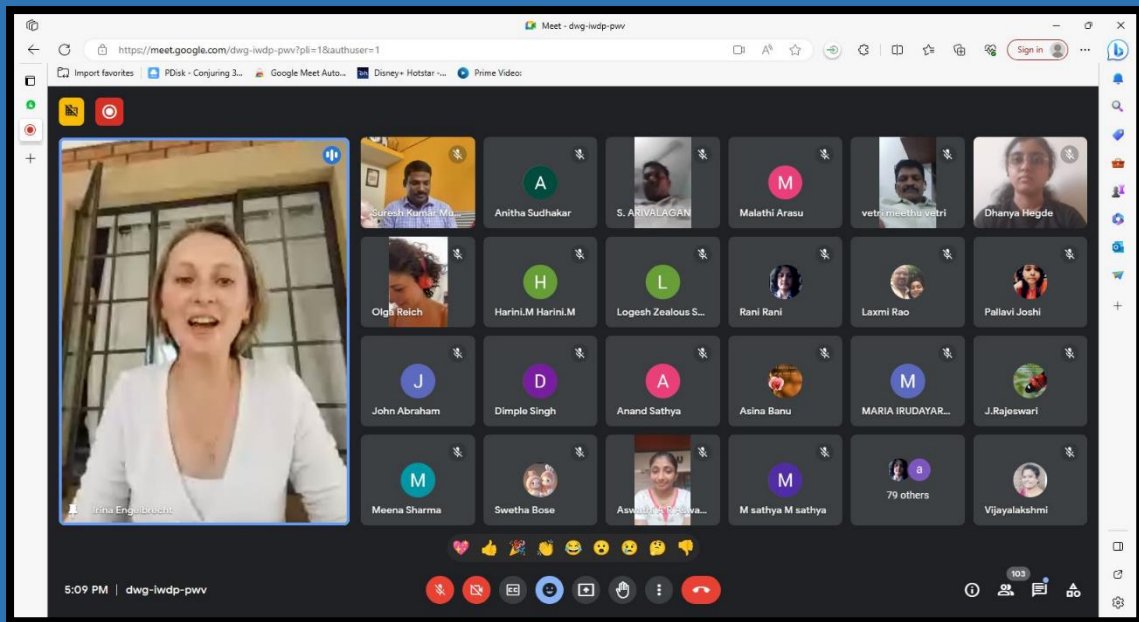 Meet - dwg-iwdp-pwv
https://meet.google.com/dwg-iwdp-pwv?pli=1&authuser=1
Sign in
Import favorites PDisk - Conjuring 3... Google Meet Auto... Disney+ Hotstar -... Prime Video:
A M
Suresh Kumar Mu... Anitha Sudhakar S. ARIVALAGAN Malathi Arasu vetri meethu vetri Dhanya Hegde
H L
Olga Reich Harini.M Harini.M Logesh Zealous S... Rani Rani Laxmi Rao Pallavi Joshi
J D A M
John Abraham Dimple Singh Anand Sathya Asina Banu MARIA IRUDAYAR... J.Rajeswari
M M a
Irina Engelbrecht Meena Sharma Swetha Bose M sathya M sathya 79 others Vijayalakshmi
5:09 PM | dwg-iwdp-pwv CC 103